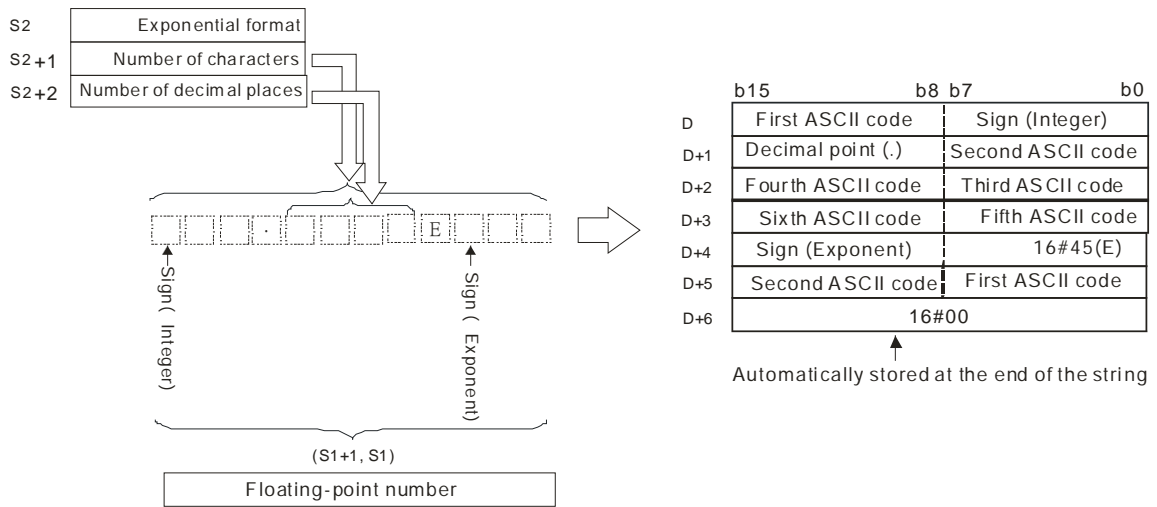 S2 Exponential format
S2+1 Number of characters
S2+2 Number of decimal places
. E
Sign( Integer)
Sign( Exponent)
(S1+1, S1)
Floating-point number
b15 b8 b7 b0
D First ASCII code Sign (Integer)
D+1 Decimal point (.) Second ASCII code
D+2 Fourth ASCII code Third ASCII code
D+3 Sixth ASCII code Fifth ASCII code
D+4 Sign (Exponent) 16#45(E)
D+5 Second ASCII code First ASCII code
D+6 16#00
Automatically stored at the end of the string